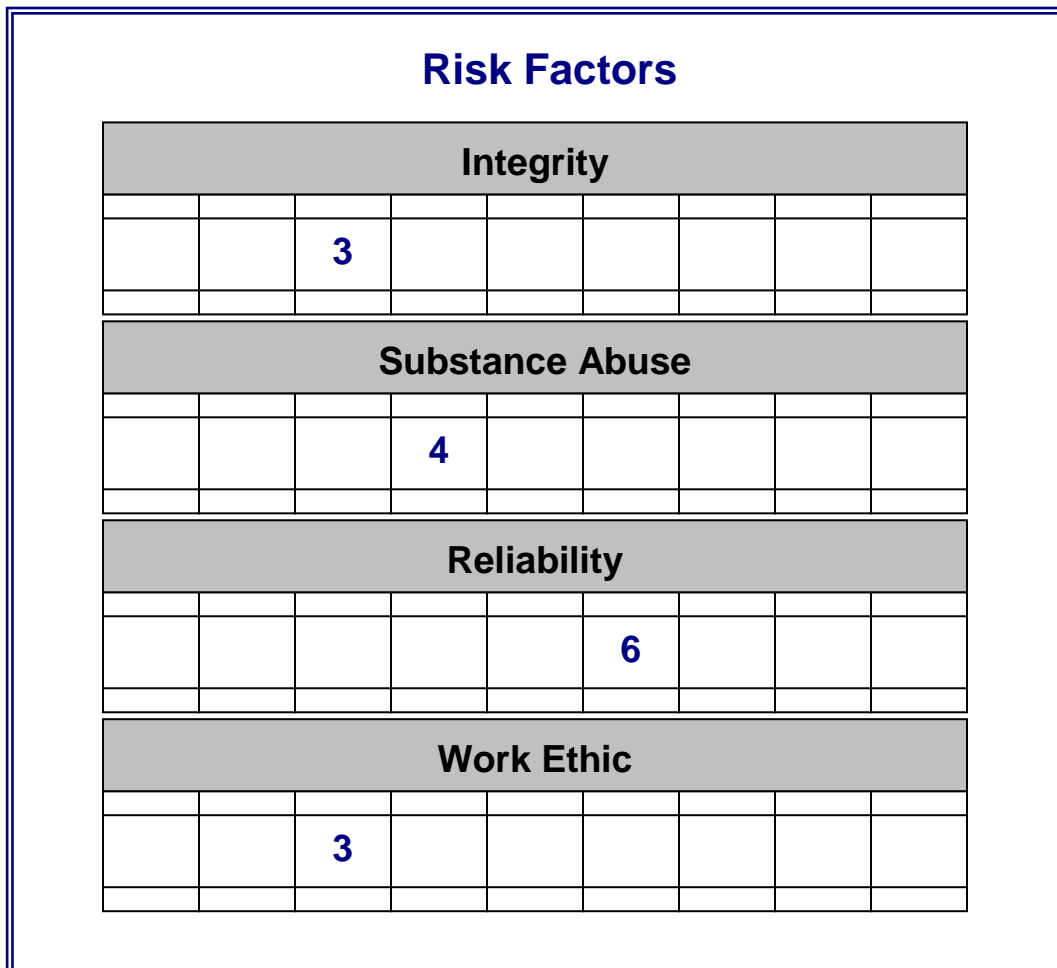 Risk Factors
Integrity
3
Substance Abuse
4
Reliability
6
Work Ethic
3